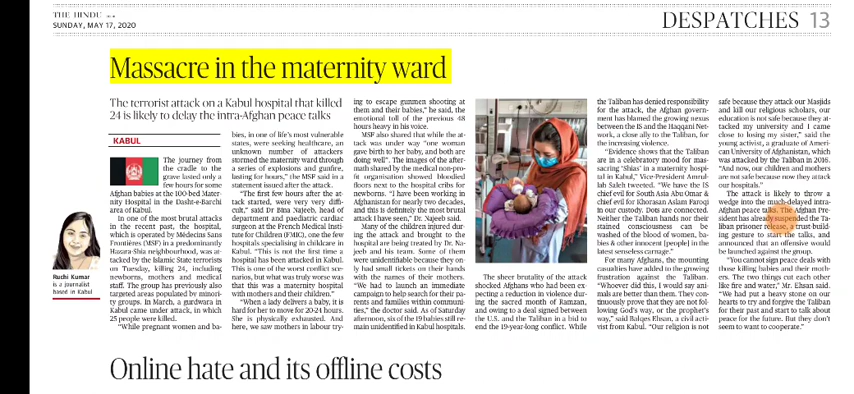 THE HINDU
SUNDAY, MAY 17, 2020
DESPATCHES 13
Massacre in the maternity ward
The terrorist attack on a Kabul hospital that killed
24 is likely to delay the intra-Afghan peace talks
KABUL
The journey from
the cradle to the
grave lasted only a
few hours for some
Afghan babies at the 100-bed Mater-
nity Hospital in the Dasht-e-Barchi
area of Kabul.
In one of the most brutal attacks
in the recent past, the hospital,
which is operated by Médecins Sans
Frontières (MSF) in a predominantly
Hazara-Shia neighbourhood, was at-
tacked by the Islamic State terrorists
on Tuesday, killing 24, including
newborns, mothers and medical
staff. The group has previously also
targeted areas populated by minori-
ty groups. In March, a gurdwara in
Kabul came under attack, in which
25 people were killed.
"While pregnant women and ba-
Ruchi Kumar
is a journalist
based in Kabul
bies, in one of life's most vulnerable
states, were seeking healthcare, an
unknown number of attackers
stormed the maternity ward through
a series of explosions and gunfire,
lasting for hours," the MSF said in a
statement issued after the attack.
"The first few hours after the at-
tack started, were very very diffi-
cult," said Dr Bina Najeeb, head of
department and paediatric cardiac
surgeon at the French Medical Insti-
tute for Children (FMIC), one the few
hospitals specialising in childcare in
Kabul. "This is not the first time a
hospital has been attacked in Kabul.
This is one of the worst conflict sce-
narios, but what was truly worse was
that this was a maternity hospital
with mothers and their children."
"When a lady delivers a baby, it is
hard for her to move for 20-24 hours.
She is physically exhausted. And
here, we saw mothers in labour try-
ing to escape gunmen shooting at
them and their babies," he said, the
emotional toll of the previous 48
hours heavy in his voice.
MSF also shared that while the at-
tack was under way "one woman
gave birth to her baby, and both are
doing well". The images of the after-
math shared by the medical non-pro-
fit organisation showed bloodied
floors next to the hospital cribs for
newborns. "I have been working in
Afghanistan for nearly two decades,
and this is definitely the most brutal
attack I have seen," Dr. Najeeb said.
Many of the children injured dur-
ing the attack and brought to the
hospital are being treated by Dr. Na-
jeeb and his team. Some of them
were unidentifiable because they on-
ly had small tickets on their hands
with the names of their mothers.
"We had to launch an immediate
campaign to help search for their pa-
rents and families within communi-
ties," the doctor said. As of Saturday
afternoon, six of the 19 babies still re-
main unidentified in Kabul hospitals.
The sheer brutality of the attack
shocked Afghans who had been ex-
pecting a reduction in violence dur-
ing the sacred month of Ramzan,
and owing to a deal signed between
the U.S. and the Taliban in a bid to
end the 19-year-long conflict. While
the Taliban has denied responsibility
for the attack, the Afghan govern-
ment has blamed the growing nexus
between the IS and the Haqqani Net-
work, a close ally to the Taliban, for
the increasing violence.
"Evidence shows that the Taliban
are in a celebratory mood for mas-
sacring 'Shias' in a maternity hospi-
tal in Kabul," Vice-President Amrul-
lah Saleh tweeted. "We have the IS
chief evil for South Asia Abu Omar &
chief evil for Khorasan Aslam Faroqi
in our custody. Dots are connected.
Neither the Taliban hands nor their
stained consciousness can be
washed of the blood of women, ba-
bies & other innocent [people] in the
latest senseless carnage."
For many Afghans, the mounting
casualties have added to the growing
frustration against the Taliban.
"Whoever did this, I would say ani-
mals are better than them. They con-
tinuously prove that they are not fol-
lowing God's way, or the prophet's
way," said Balqes Ehsan, a civil acti-
vist from Kabul. "Our religion is not
safe because they attack our Masjids
and kill our religious scholars, our
education is not safe because they at-
tacked my university and I came
close to losing my sister," said the
young activist, a graduate of Ameri-
can University of Afghanistan, which
was attacked by the Taliban in 2016.
"And now, our children and mothers
are not safe because now they attack
our hospitals."
The attack is likely to throw a
wedge into the much-delayed intra-
Afghan peace talks. The Afghan Pre-
sident has already suspended the Ta-
liban prisoner release, a trust-build-
ing gesture to start the talks, and
announced that an offensive would
be launched against the group.
"You cannot sign peace deals with
those killing babies and their moth-
ers. The two things cut each other
like fire and water," Mr. Ehsan said.
"We had put a heavy stone on our
hearts to try and forgive the Taliban
for their past and start to talk about
peace for the future. But they don't
seem to want to cooperate."
Online hate and its offline costs